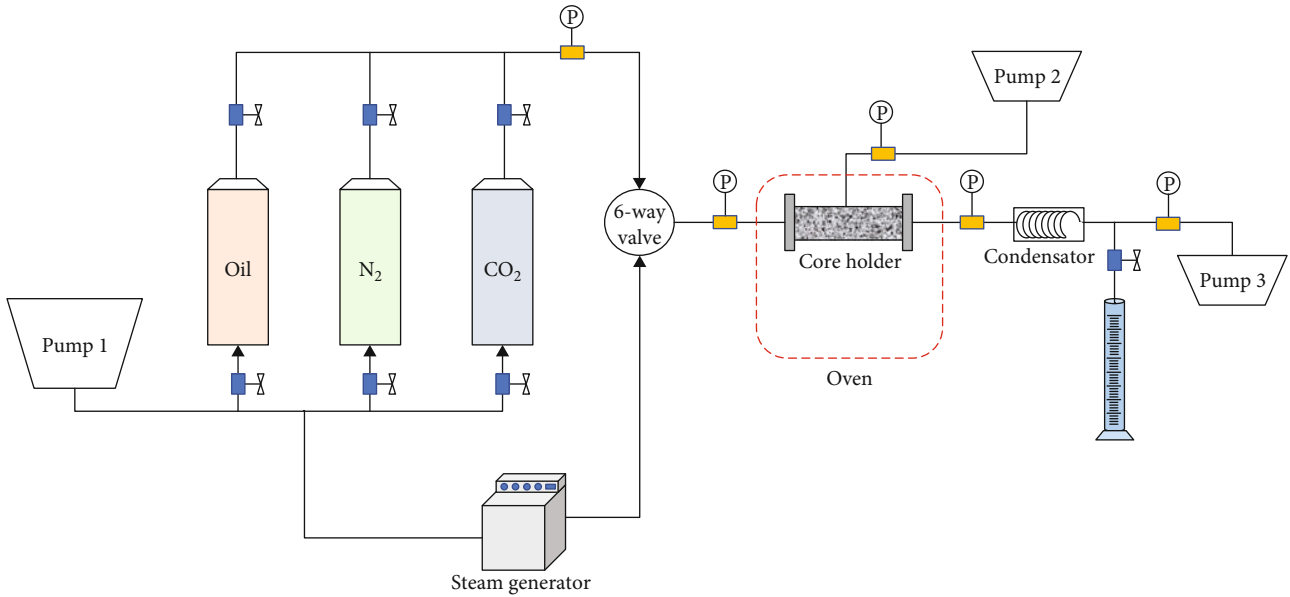 P
Pump 2
P
P
P
P
6-way
valve
Oil
N₂
CO₂
Core holder
Condensator
Pump 3
Pump 1
Oven
Steam generator